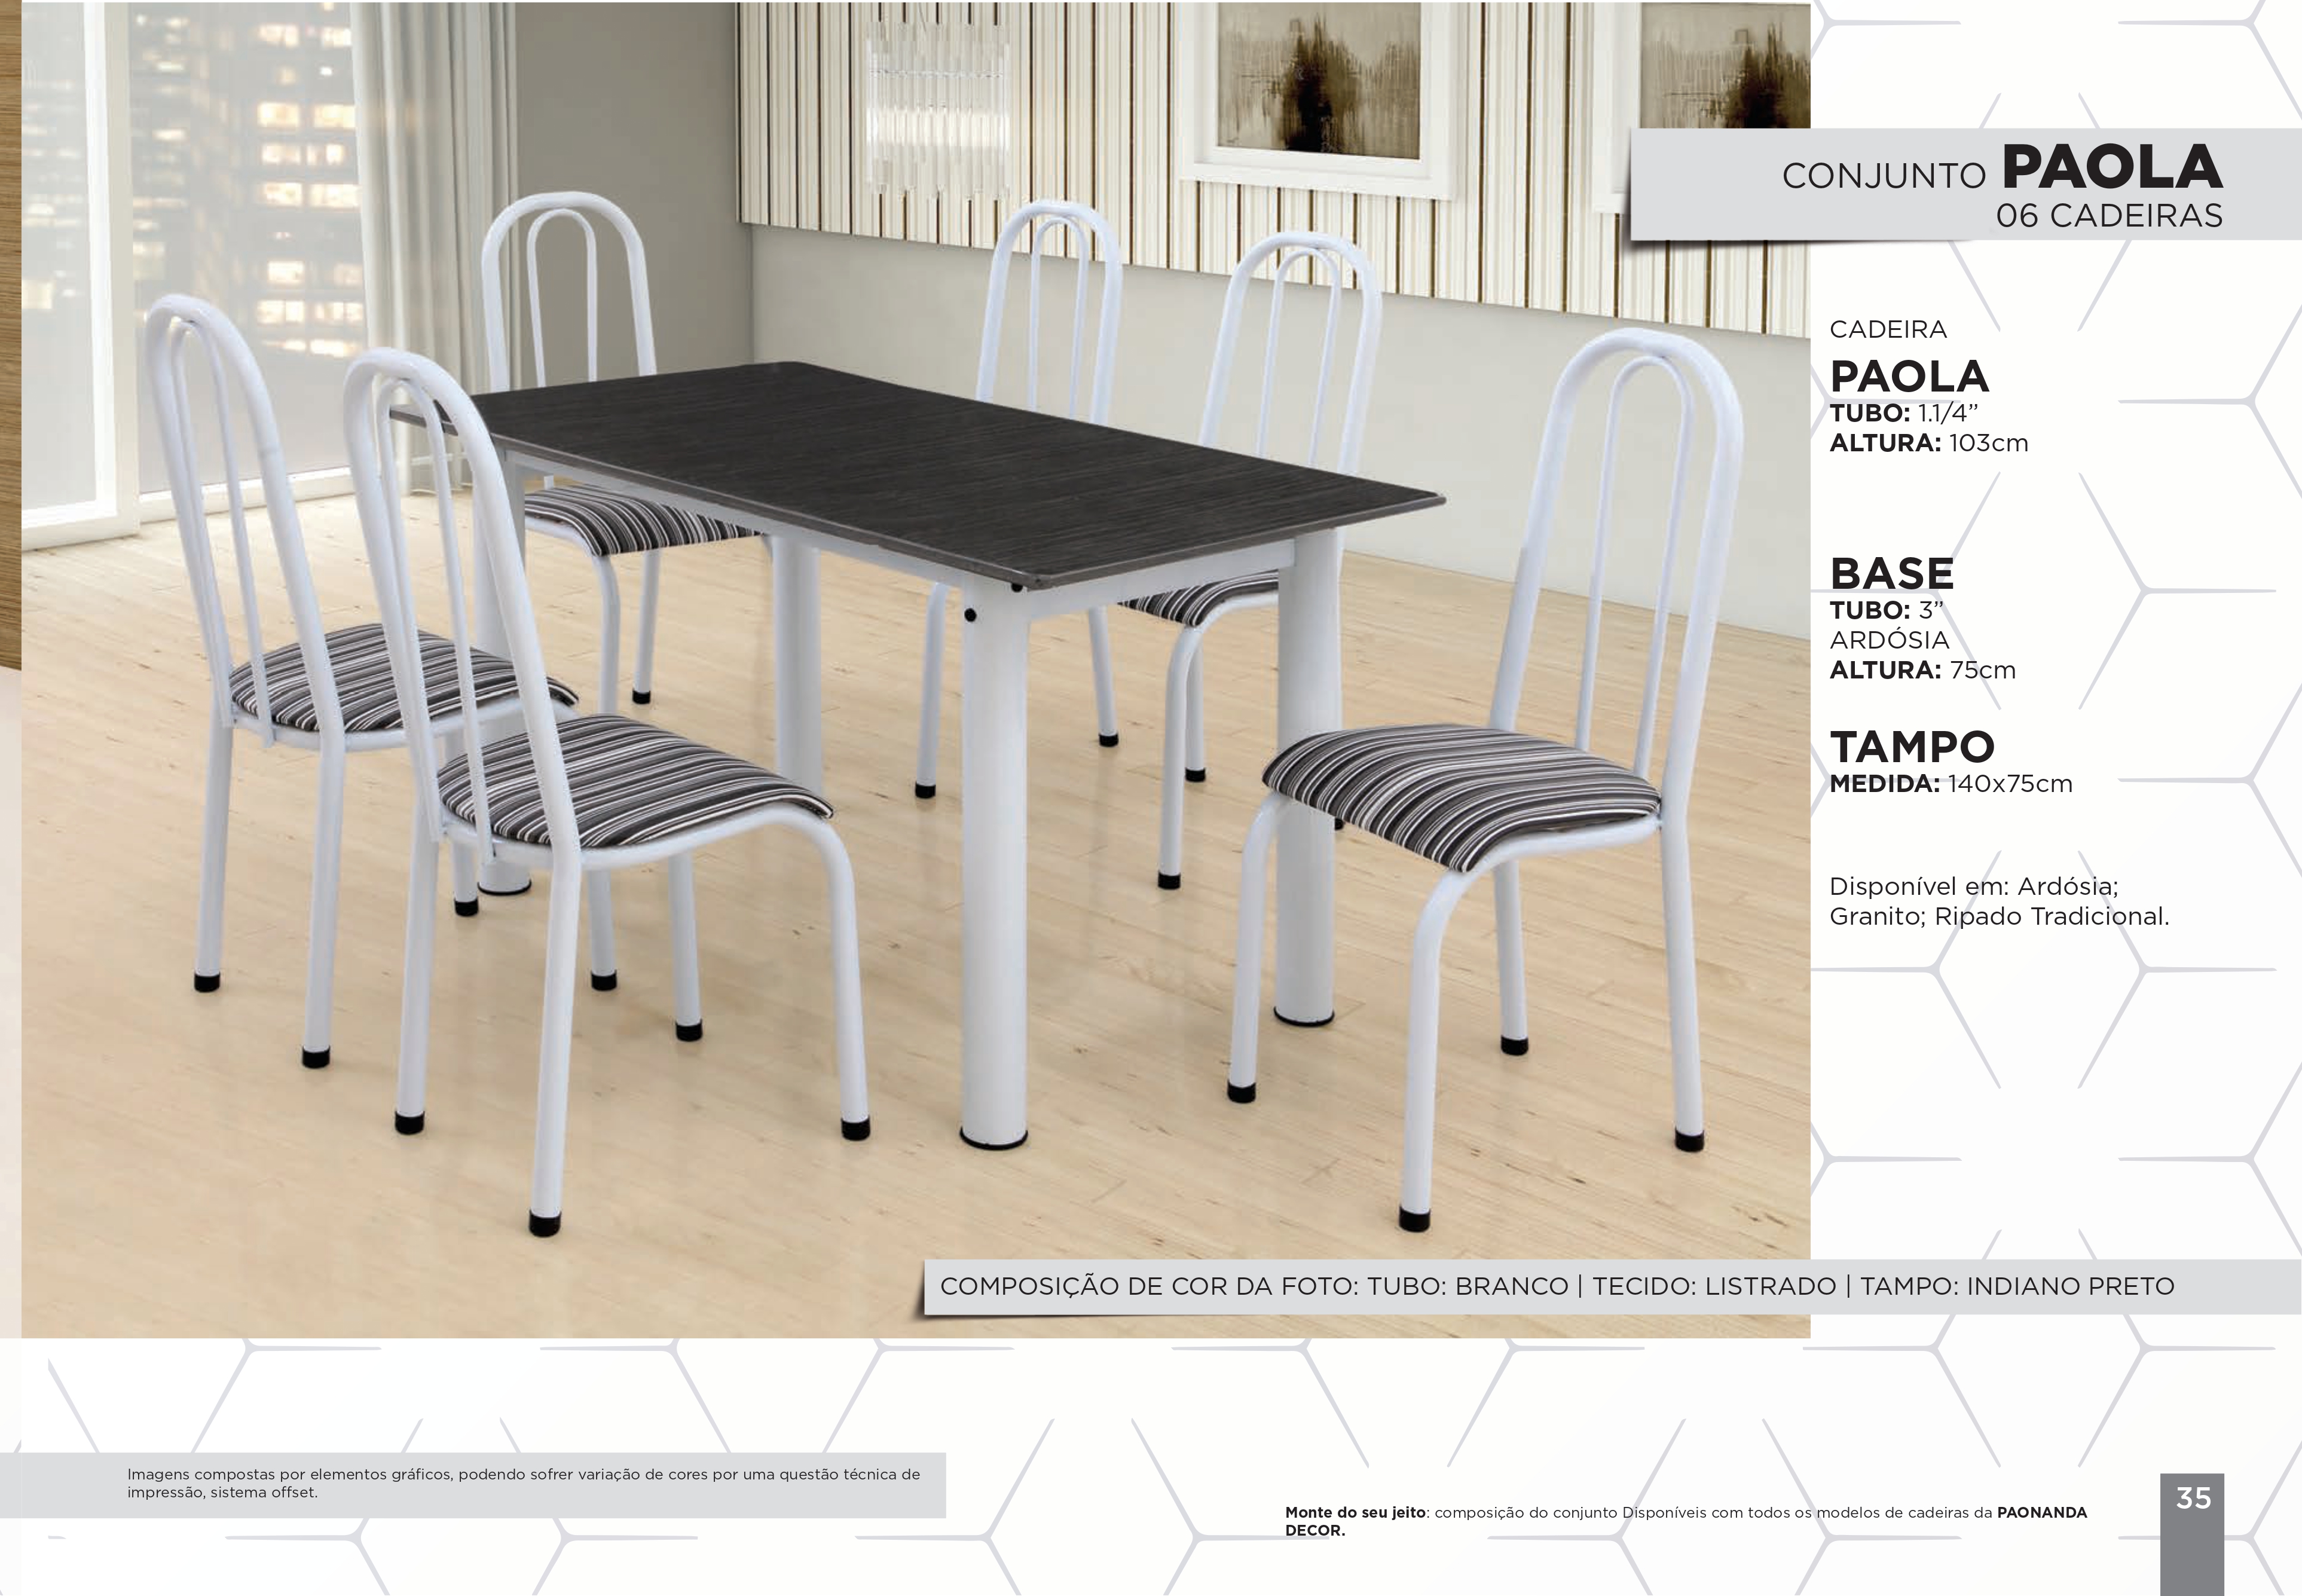 CONJUNTO PAOLA
06 CADEIRAS
CADEIRA
PAOLA
TUBO: 1.1/4”
ALTURA: 103cm
BASE
TUBO: 3”
ARDÓSIA
ALTURA: 75cm
TAMPO
MEDIDA: 140x75cm
Disponível em: Ardósia;
Granito; Ripado Tradicional.
COMPOSIÇÃO DE COR DA FOTO: TUBO: BRANCO | TECIDO: LISTRADO | TAMPO: INDIANO PRETO
Imagens compostas por elementos gráficos, podendo sofrer variação de cores por uma questão técnica de
impressão, sistema offset.
Monte do seu jeito: composição do conjunto Disponíveis com todos os modelos de cadeiras da PAONANDA
DECOR.
35